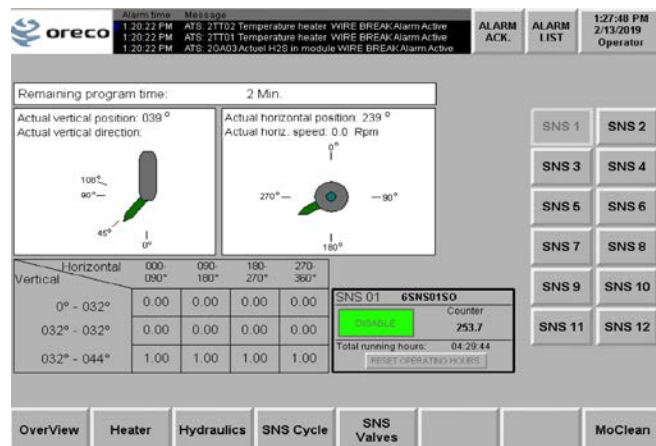 oreco
Alarm time Message
1:20:22 PM ATS: 2TT02 Temperature heater WIRE BREAK Alarm Active
1:20:22 PM ATS: 2TT01 Temperature heater WIRE BREAK Alarm Active
1:20:22 PM ATS: 20A03 Actuel H2S in module WIRE BREAK Alarm Active
ALARM ACK.
ALARM LIST
1:27:48 PM
2/13/2019
Operator
Remaining program time: 2 Min.
Actual vertical position: 039 °
Actual vertical direction:
108°
90°
45°
0°
Actual horizontal position: 239 °
Actual horiz. speed: 0.0 Rpm
0°
270° 90°
180°
Horizontal 000-090° 090-180° 180-270° 270-360°
Vertical
0° - 032° 0.00 0.00 0.00 0.00
032° - 032° 0.00 0.00 0.00 0.00
032° - 044° 1.00 1.00 1.00 1.00
SNS 01 6SNS01SO
DISABLE
Counter
253.7
Total running hours: 04:29:44
RESET OPERATING HOURS
SNS 1 SNS 2
SNS 3 SNS 4
SNS 5 SNS 6
SNS 7 SNS 8
SNS 9 SNS 10
SNS 11 SNS 12
OverView Heater Hydraulics SNS Cycle SNS Valves MoClean